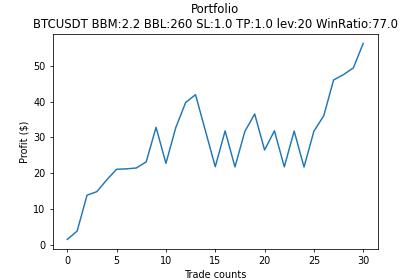 Portfolio
BTCUSDT BBM:2.2 BBL:260 SL:1.0 TP:1.0 lev:20 WinRatio:77.0
50
40
30
20
10
0
Profit ($)
0 5 10 15 20 25 30
Trade counts